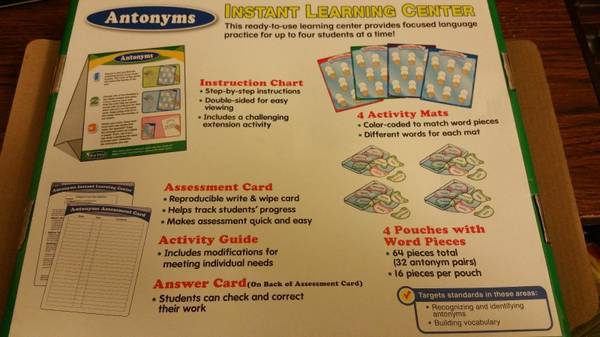 Antonyms
INSTANT LEARNING CENTER
This ready-to-use learning center provides focused language
practice for up to four students at a time!
Antonyms
Instruction Chart
• Step-by-step instructions
• Double-sided for easy
viewing
• Includes a challenging
extension activity
4 Activity Mats
• Color-coded to match word pieces
• Different words for each mat
Antonyms Instant Learning Center
Antonyms Assessment Card
Assessment Card
• Reproducible write & wipe card
• Helps track students' progress
• Makes assessment quick and easy
Activity Guide
• Includes modifications for
meeting individual needs
Answer Card (On Back of Assessment Card)
• Students can check and correct
their work
4 Pouches with
Word Pieces
• 64 pieces total
(32 antonym pairs)
• 16 pieces per pouch
Targets standards in these areas:
• Recognizing and identifying
antonyms
• Building vocabulary